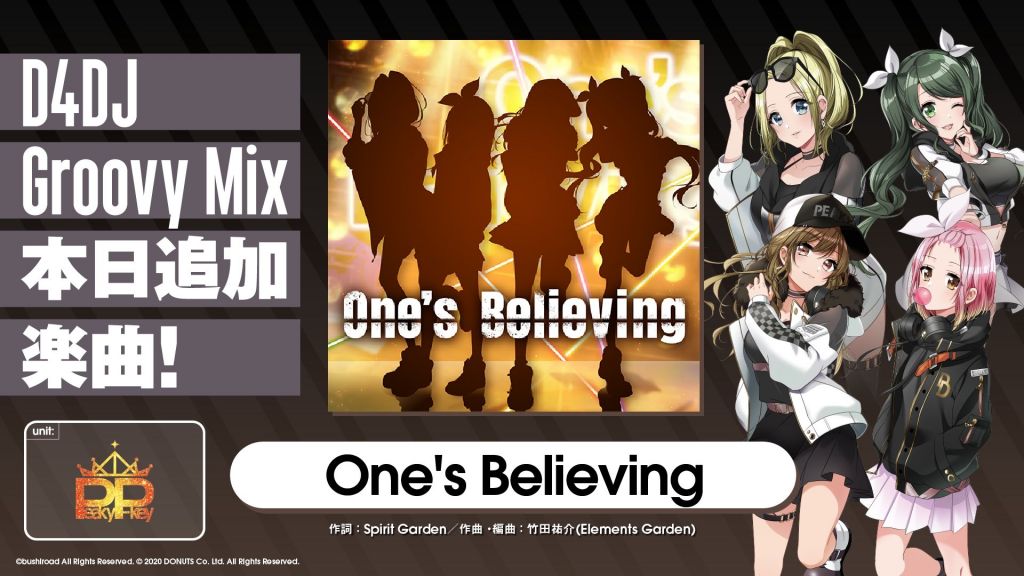 D4DJ
Groovy Mix
本日追加
楽曲!
One's Believing
PEA
unit:
Peaky P-key
One's Believing
作詞：Spirit Garden／作曲・編曲：竹田祐介(Elements Garden)
©bushiroad All Rights Reserved. © 2020 DONUTS Co. Ltd. All Rights Reserved.